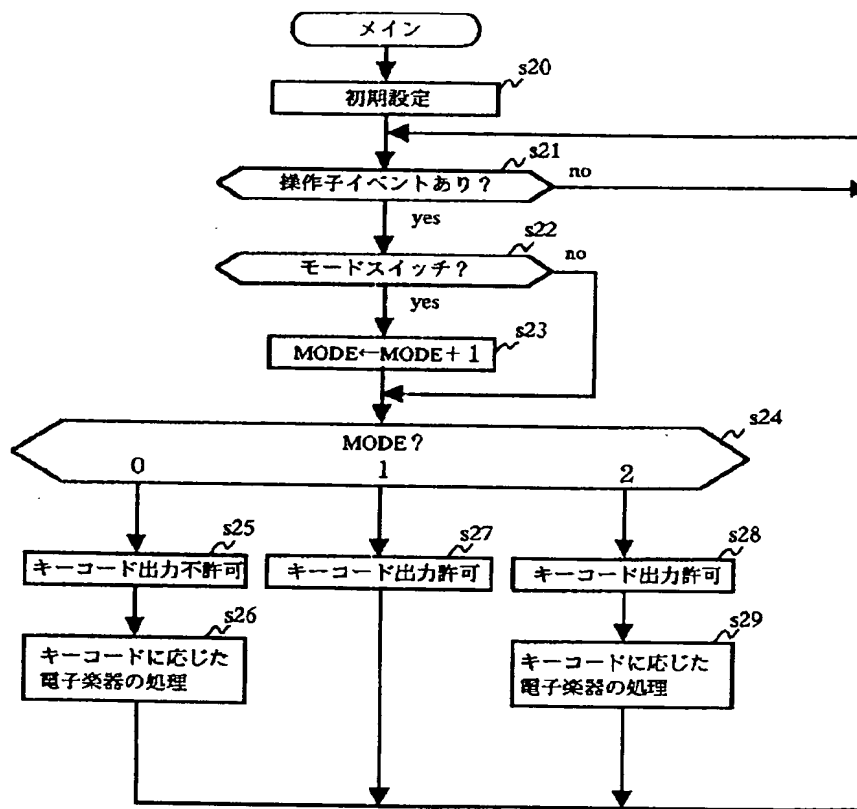 メイン
s20
初期設定
s21
操作子イベントあり?
no
yes
s22
モードスイッチ?
no
yes
s23
MODE←MODE+1
s24
MODE?
0
1
2
s25
キーコード出力不許可
s27
キーコード出力許可
s28
キーコード出力許可
s26
キーコードに応じた
電子楽器の処理
s29
キーコードに応じた
電子楽器の処理